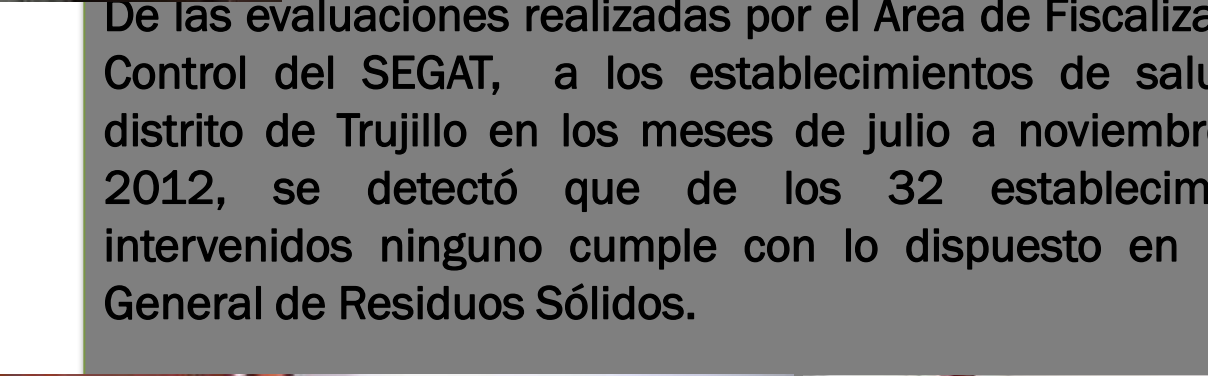 De las evaluaciones realizadas por el Área de Fiscaliza
Control del SEGAT, a los establecimientos de salu
distrito de Trujillo en los meses de julio a noviembre
2012, se detectó que de los 32 establecim
intervenidos ninguno cumple con lo dispuesto en
General de Residuos Sólidos.